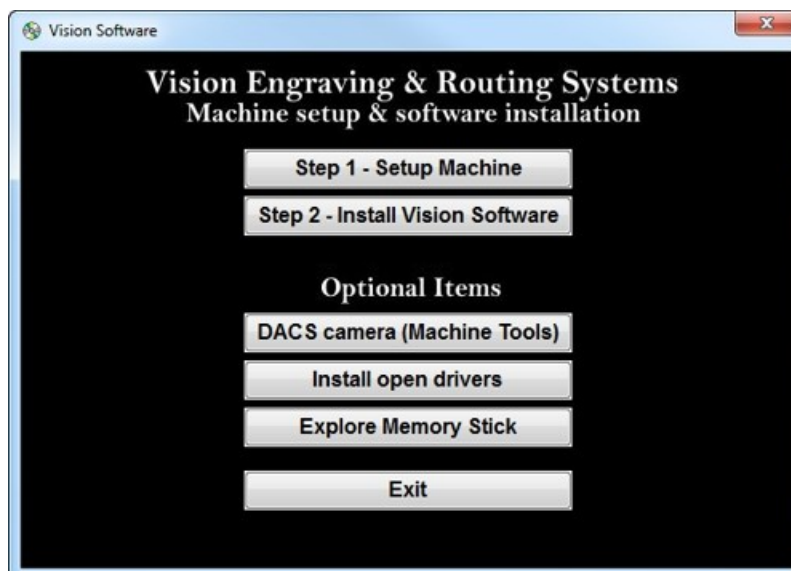 Vision Software
Vision Engraving & Routing Systems
Machine setup & software installation
Step 1 - Setup Machine
Step 2 - Install Vision Software
Optional Items
DACS camera (Machine Tools)
Install open drivers
Explore Memory Stick
Exit